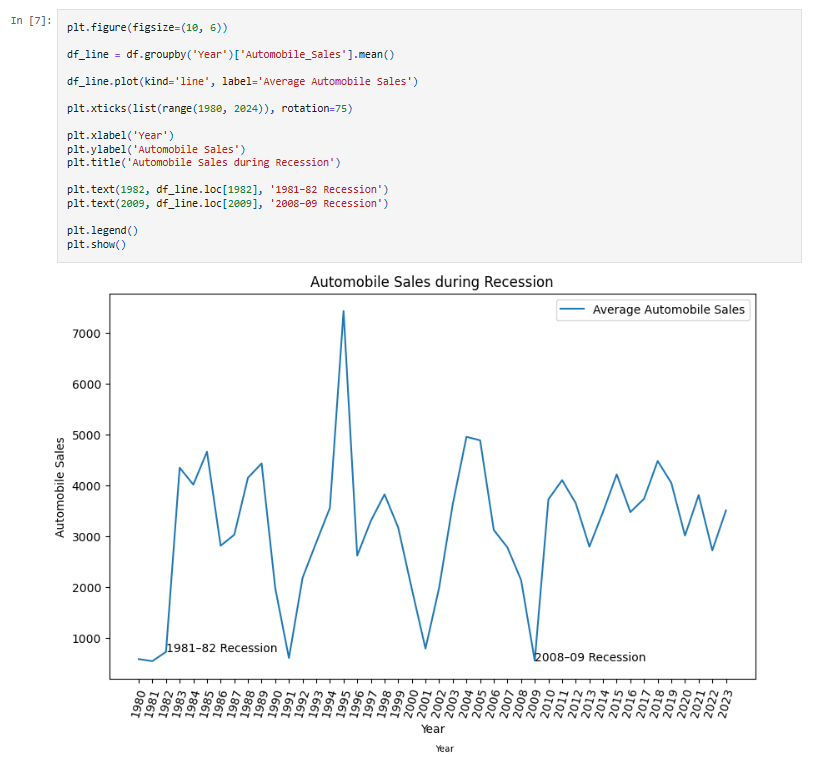 In [7]:
plt.figure(figsize=(10, 6))
df_line = df.groupby('Year')['Automobile_Sales'].mean()
df_line.plot(kind='line', label='Average Automobile Sales')
plt.xticks(list(range(1980, 2024)), rotation=75)
plt.xlabel('Year')
plt.ylabel('Automobile Sales')
plt.title('Automobile Sales during Recession')
plt.text(1982, df_line.loc[1982], '1981–82 Recession')
plt.text(2009, df_line.loc[2009], '2008–09 Recession')
plt.legend()
plt.show()
Automobile Sales during Recession
Average Automobile Sales
7000
6000
5000
4000
3000
2000
1000
Automobile Sales
1981–82 Recession
2008–09 Recession
1980 1981 1982 1983 1984 1985 1986 1987 1988 1989 1990 1991 1992 1993 1994 1995 1996 1997 1998 1999 2000 2001 2002 2003 2004 2005 2006 2007 2008 2009 2010 2011 2012 2013 2014 2015 2016 2017 2018 2019 2020 2021 2022 2023
Year
Year